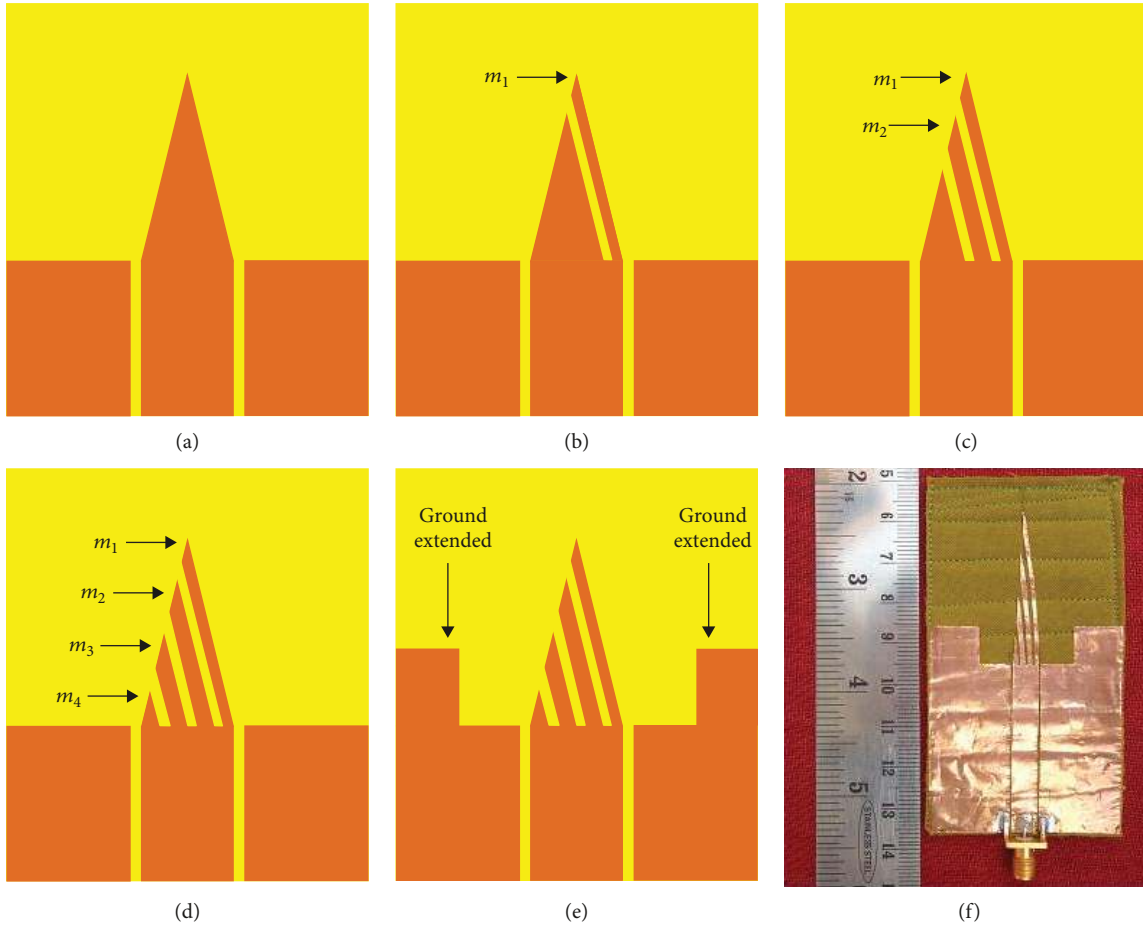 m₁
m₁
m₂
(a)
(b)
(c)
m₁
m₂
m₃
m₄
Ground
extended
Ground
extended
2
3
4
5
5
6
7
8
9
10
11
12
13
14
STAINLESS STEEL
(d)
(e)
(f)